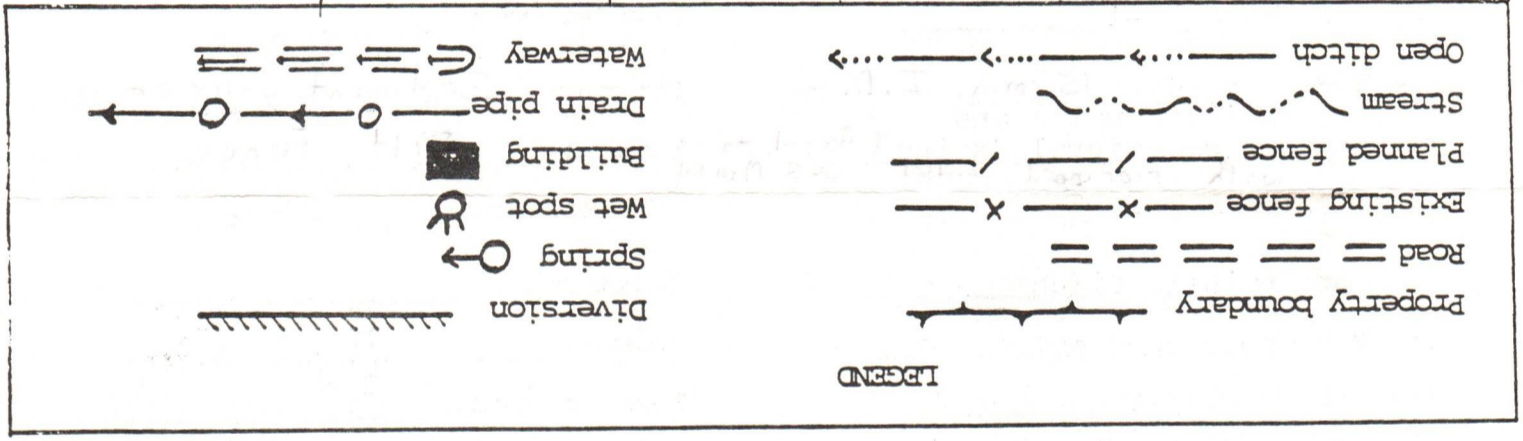 LEGEND
Property boundary
Road
Existing fence
Planned fence
Stream
Open ditch
Diversion
Spring
Wet spot
Building
Drain pipe
Waterway